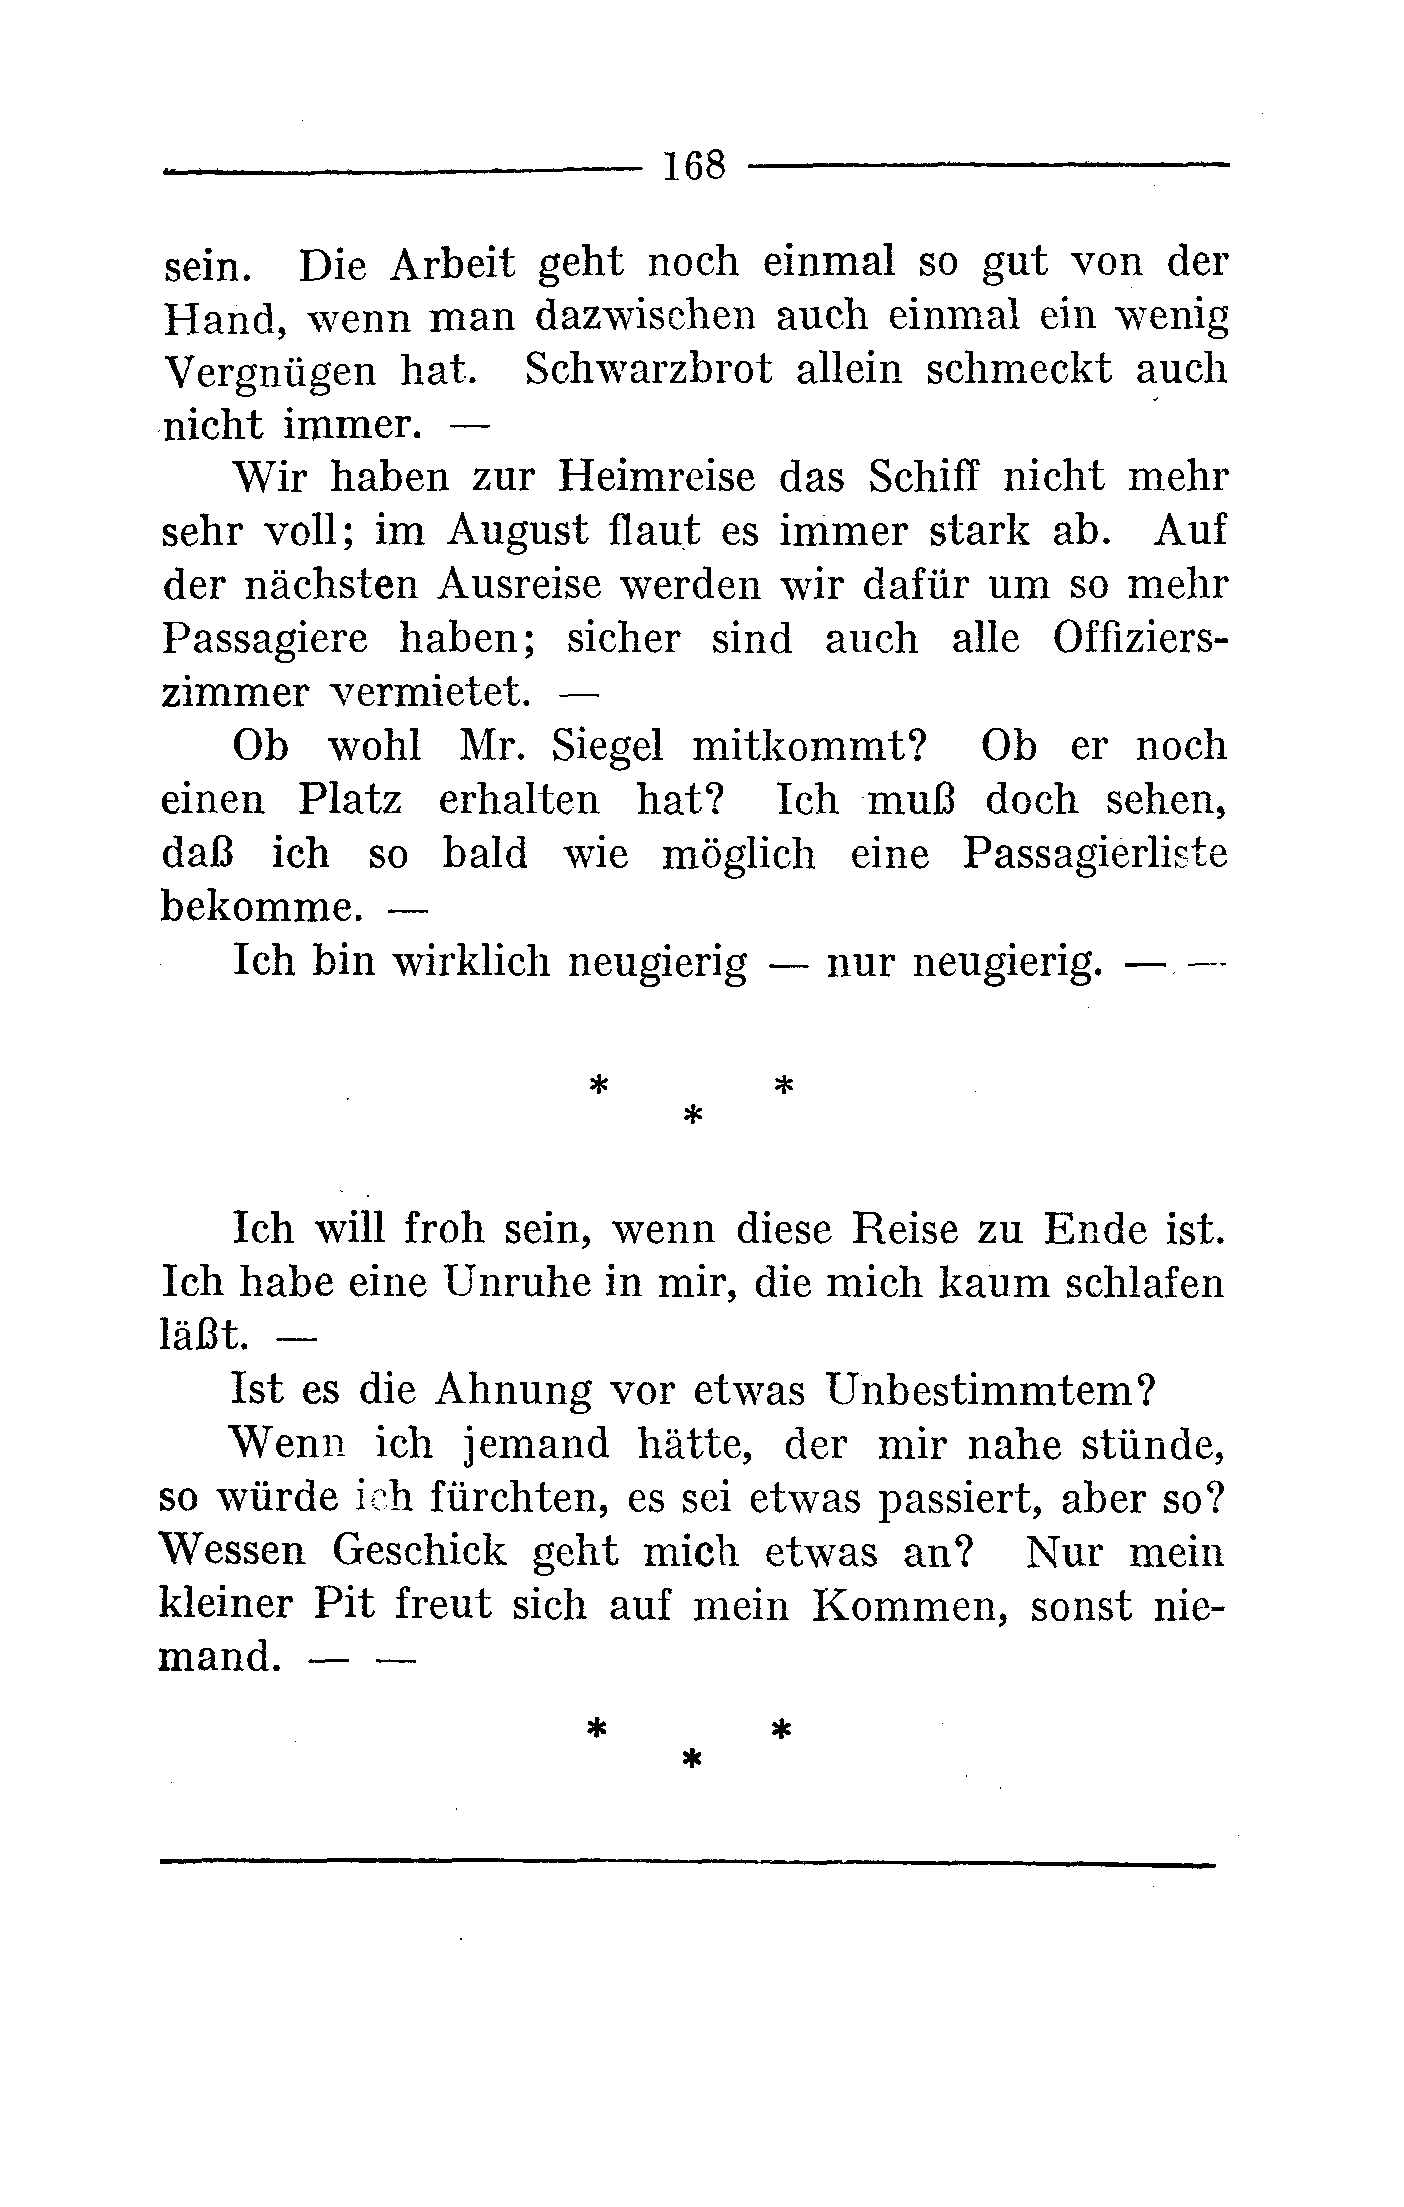 168
sein. Die Arbeit geht noch einmal so gut von der
Hand, wenn man dazwischen auch einmal ein wenig
Vergnügen hat. Schwarzbrot allein schmeckt auch
nicht immer. —
Wir haben zur Heimreise das Schiff nicht mehr
sehr voll; im August flaut es immer stark ab. Auf
der nächsten Ausreise werden wir dafür um so mehr
Passagiere haben; sicher sind auch alle Offiziers-
zimmer vermietet. —
Ob wohl Mr. Siegel mitkommt? Ob er noch
einen Platz erhalten hat? Ich muß doch sehen,
daß ich so bald wie möglich eine Passagierliste
bekomme. —
Ich bin wirklich neugierig — nur neugierig. — —
* *
*
Ich will froh sein, wenn diese Reise zu Ende ist.
Ich habe eine Unruhe in mir, die mich kaum schlafen
läßt. —
Ist es die Ahnung vor etwas Unbestimmtem?
Wenn ich jemand hätte, der mir nahe stünde,
so würde ich fürchten, es sei etwas passiert, aber so?
Wessen Geschick geht mich etwas an? Nur mein
kleiner Pit freut sich auf mein Kommen, sonst nie-
mand. — —
* *
*